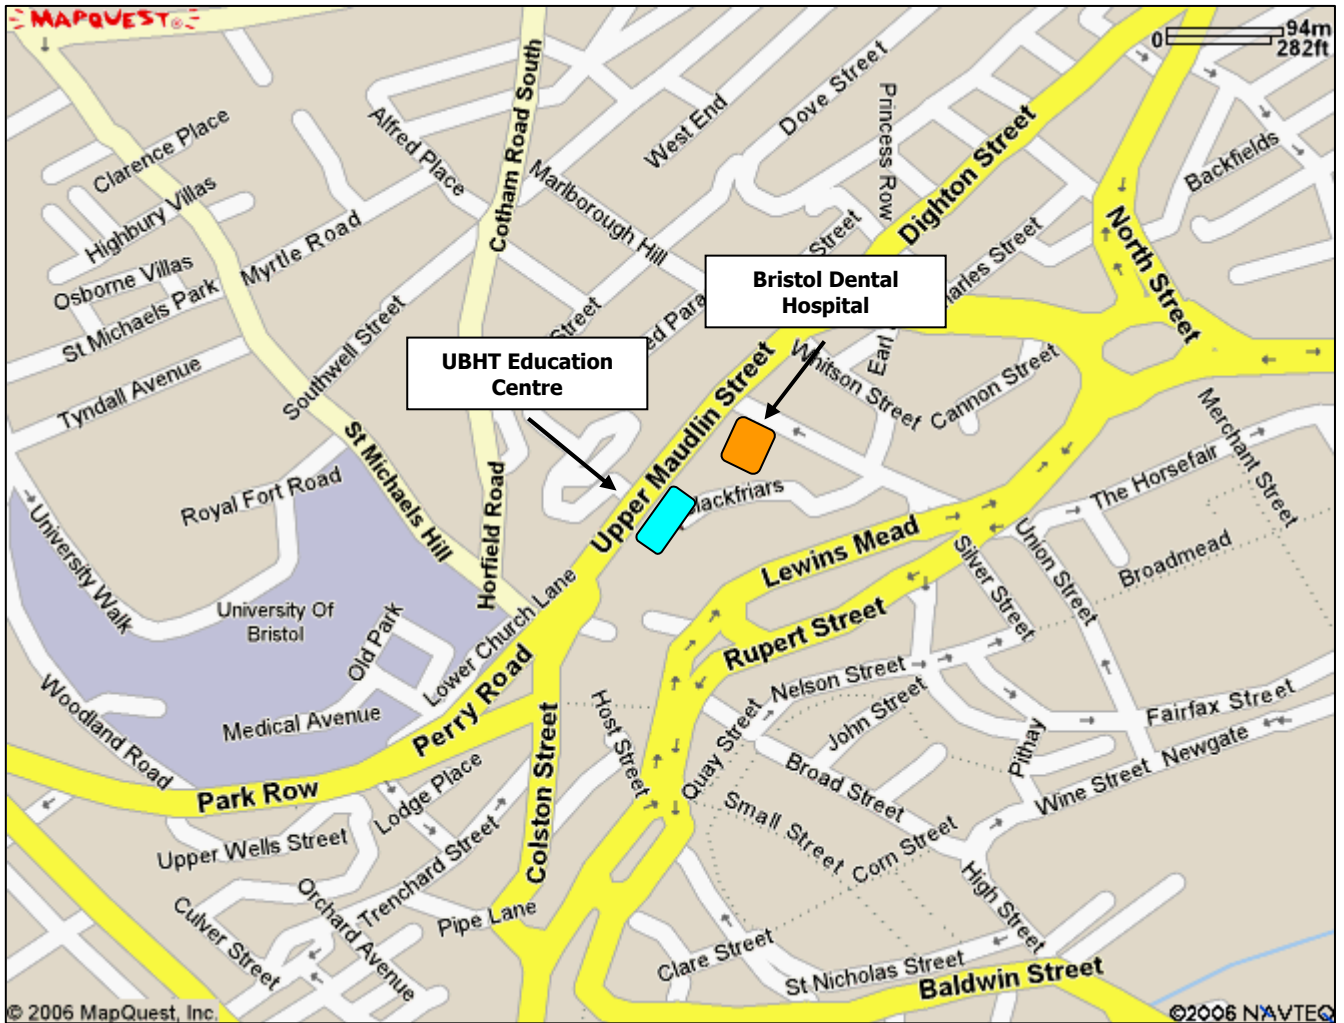 MAPQUEST
94m
0
282ft
Clarence Place
Highbury Villas
Osborne Villas
St Michaels Park
Myrtle Road
Tyndall Avenue
Alfred Place
Cotham Road South
Marlborough Hill
West End
Dove Street
Princess Row
Dighton Street
Backfields
North Street
Street
Southwell Street
Street
Bristol Dental
Hospital
UBHT Education
Centre
Whitson Street
Earl
Cannon Street
Merchant Street
The Horsefair
Broadmead
Union Street
Silver Street
St Michaels Hill
Horfield Road
Upper Maudlin Street
Royal Fort Road
University Walk
University Of
Bristol
Old Park
Lower Church Lane
Perry Road
Medical Avenue
Woodland Road
Park Row
Lewins Mead
Rupert Street
Nelson Street
John Street
Quay Street
Host Street
Broad Street
Small Street
Corn Street
Pithay
Fairfax Street
Wine Street
Newgate
High Street
Colston Street
Lodge Place
Upper Wells Street
Trenchard Street
Orchard Avenue
Culver Street
Pipe Lane
Clare Street
St Nicholas Street
Baldwin Street
© 2006 MapQuest, Inc.
©2006 NAVTEQ